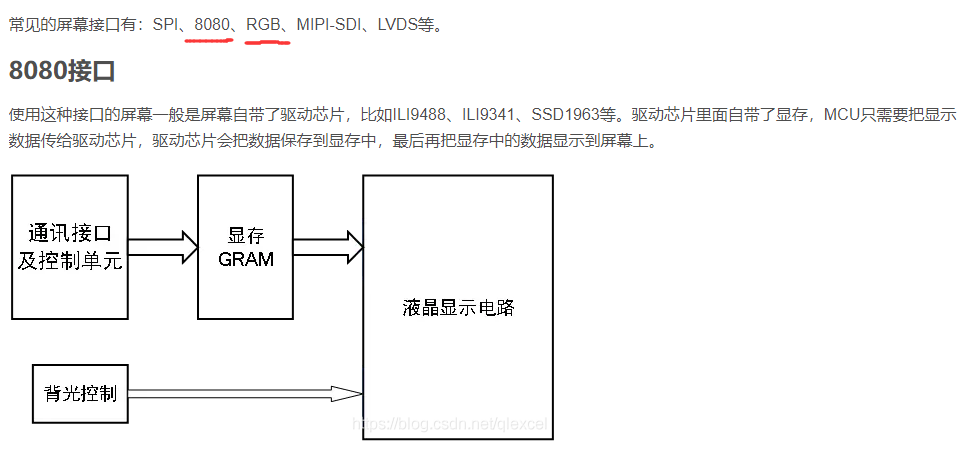 常见的屏幕接口有：SPI、8080、RGB、MIPI-SDI、LVDS等。
8080接口
使用这种接口的屏幕一般是屏幕自带了驱动芯片，比如ILI9488、ILI9341、SSD1963等。驱动芯片里面自带了显存，MCU只需要把显示
数据传给驱动芯片，驱动芯片会把数据保存到显存中，最后再把显存中的数据显示到屏幕上。
通讯接口
及控制单元
显存
GRAM
液晶显示电路
背光控制
https://blog.csdn.net/qlexcel